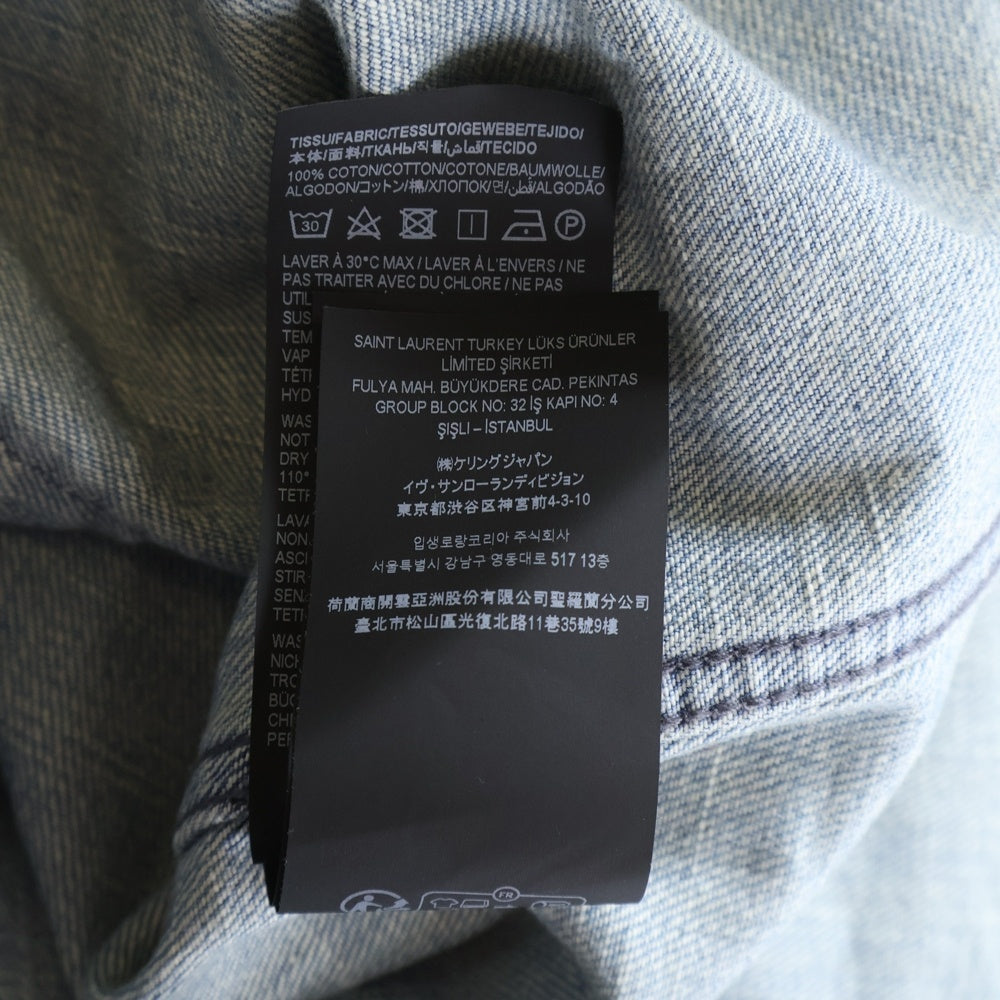 TISSU/FABRIC/TESSUTO/GEWEBE/TEJIDO/
本体/面料/ТКАНЬ/직물/قماش/TECIDO
100% COTON/COTTON/COTONE/BAUMWOLLE/
ALGODON/コットン/棉/ХЛОПОК/면/قطن/ALGODÃO
30 P
LAVER À 30°C MAX / LAVER À L'ENVERS / NE
PAS TRAITER AVEC DU CHLORE / NE PAS
SAINT LAURENT TURKEY LÜKS ÜRÜNLER
LİMİTED ŞİRKETİ
FULYA MAH. BÜYÜKDERE CAD. PEKINTAS
GROUP BLOCK NO: 32 İŞ KAPI NO: 4
ŞIŞLI – İSTANBUL
㈱ケリングジャパン
イヴ・サンローランディビジョン
東京都渋谷区神宮前4-3-10
입생로랑코리아 주식회사
서울특별시 강남구 영동대로 517 13층
荷蘭商開雲亞洲股份有限公司聖羅蘭分公司
臺北市松山區光復北路11巷35號9樓
FR